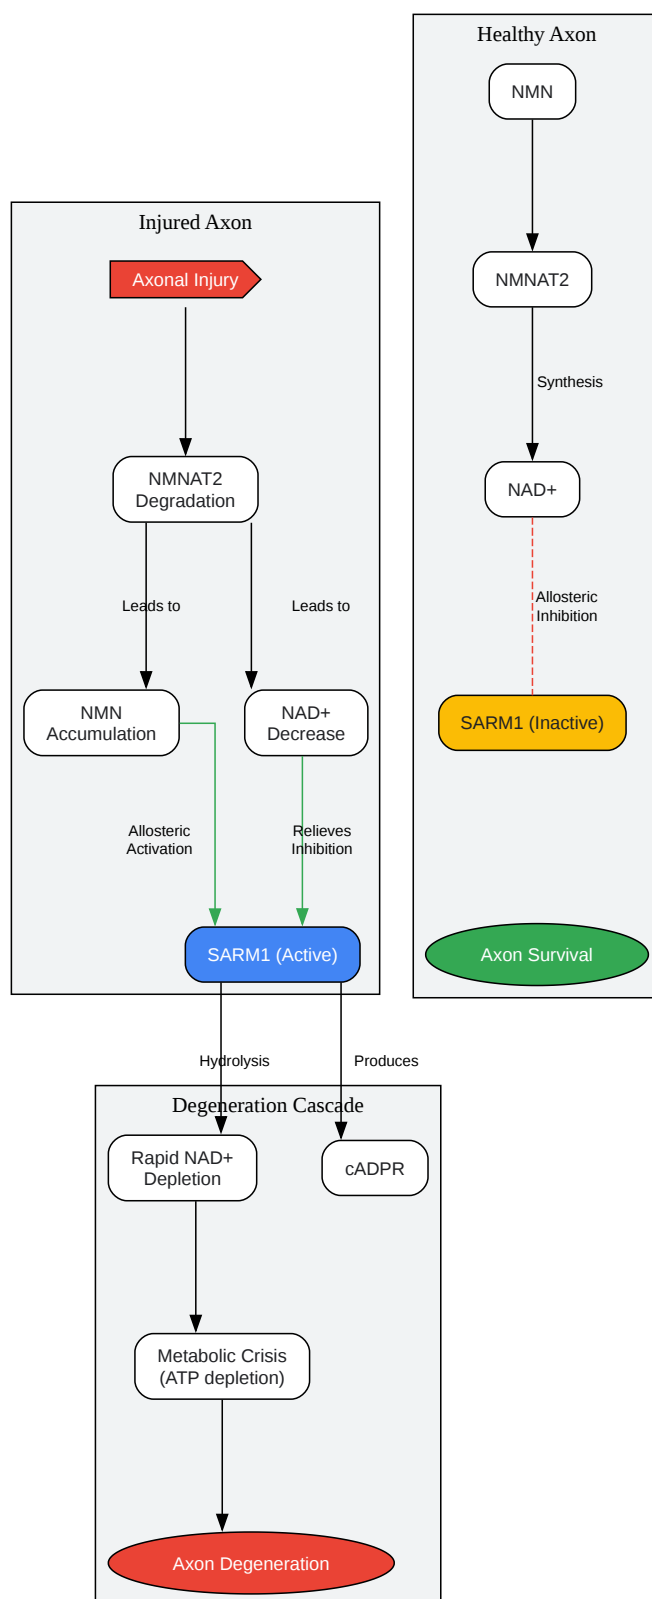 Healthy Axon
NMN
NMNAT2
Synthesis
NAD+
Allosteric
Inhibition
SARM1 (Inactive)
Axon Survival
Injured Axon
Axonal Injury
NMNAT2
Degradation
Leads to
Leads to
NMN
Accumulation
NAD+
Decrease
Allosteric
Activation
Relieves
Inhibition
SARM1 (Active)
Hydrolysis
Produces
Degeneration Cascade
Rapid NAD+
Depletion
cADPR
Metabolic Crisis
(ATP depletion)
Axon Degeneration